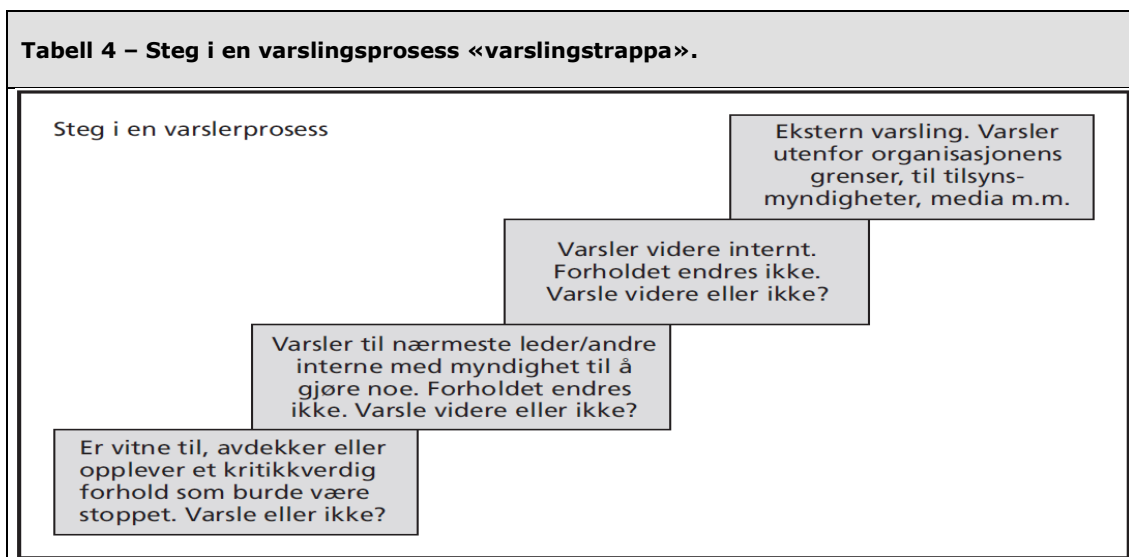 Tabell 4 – Steg i en varslingsprosess «varslingstrappa».
Steg i en varslerprosess
Ekstern varsling. Varsler
utenfor organisasjonens
grenser, til tilsyns-
myndigheter, media m.m.
Varsler videre internt.
Forholdet endres ikke.
Varsle videre eller ikke?
Varsler til nærmeste leder/andre
interne med myndighet til å
gjøre noe. Forholdet endres
ikke. Varsle videre eller ikke?
Er vitne til, avdekker eller
opplever et kritikkverdig
forhold som burde være
stoppet. Varsle eller ikke?